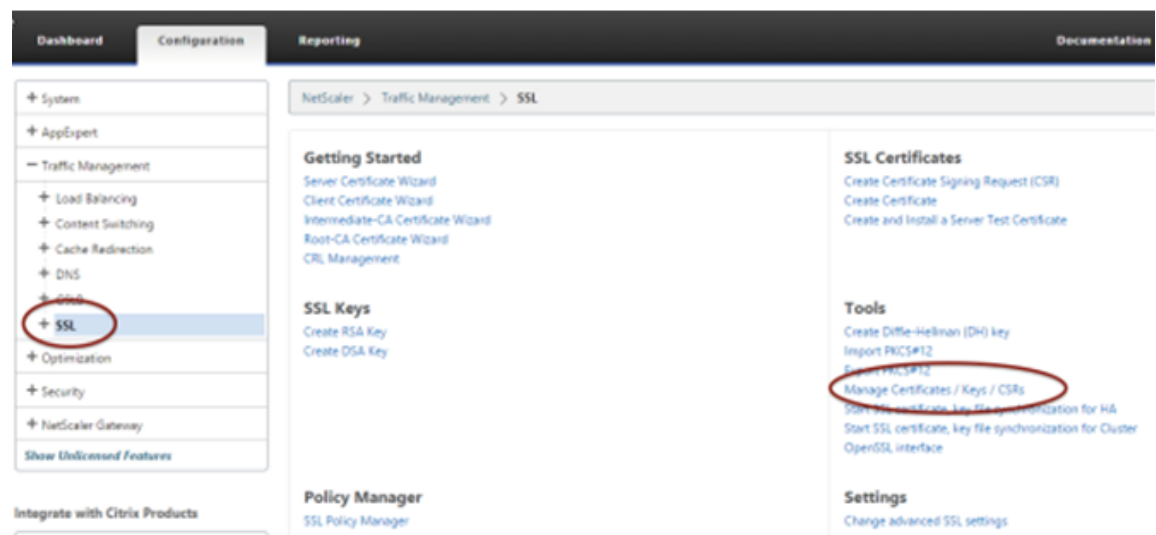 Dashboard Configuration Reporting Documentation
+ System
+ AppExpert
− Traffic Management
+ Load Balancing
+ Content Switching
+ Cache Redirection
+ DNS
+ GSLB
+ SSL
+ Optimization
+ Security
+ NetScaler Gateway
Show Unlicensed Features
Integrate with Citrix Products
NetScaler > Traffic Management > SSL
Getting Started
Server Certificate Wizard
Client Certificate Wizard
Intermediate-CA Certificate Wizard
Root-CA Certificate Wizard
CRL Management
SSL Certificates
Create Certificate Signing Request (CSR)
Create Certificate
Create and Install a Server Test Certificate
SSL Keys
Create RSA Key
Create DSA Key
Tools
Create Diffie-Hellman (DH) key
Import PKCS#12
Export PKCS#12
Manage Certificates / Keys / CSRs
Start SSL certificate, key file synchronization for HA
Start SSL certificate, key file synchronization for Cluster
OpenSSL interface
Policy Manager
SSL Policy Manager
Settings
Change advanced SSL settings